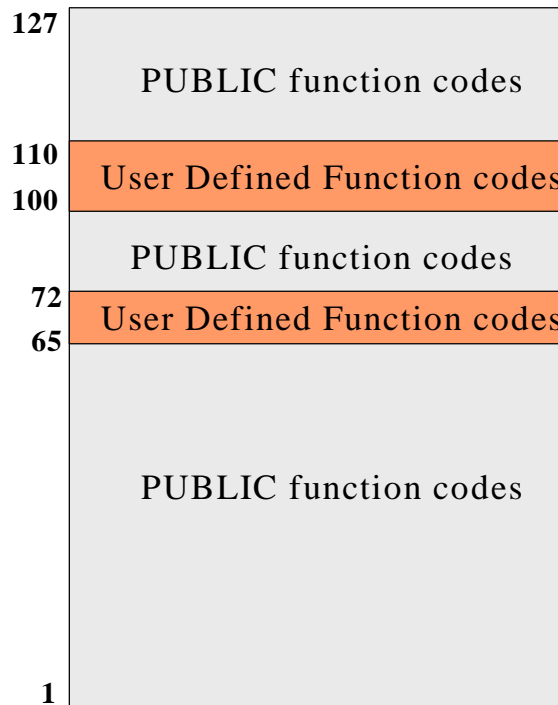 127
PUBLIC function codes
110
User Defined Function codes
100
PUBLIC function codes
72
User Defined Function codes
65
PUBLIC function codes
1